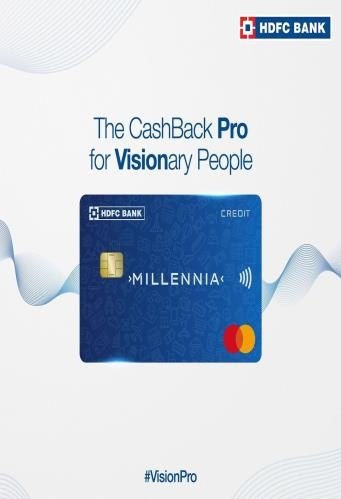 HDFC BANK
The CashBack Pro
for Visionary People
HDFC BANK
CREDIT
›MILLENNIA‹
#VisionPro